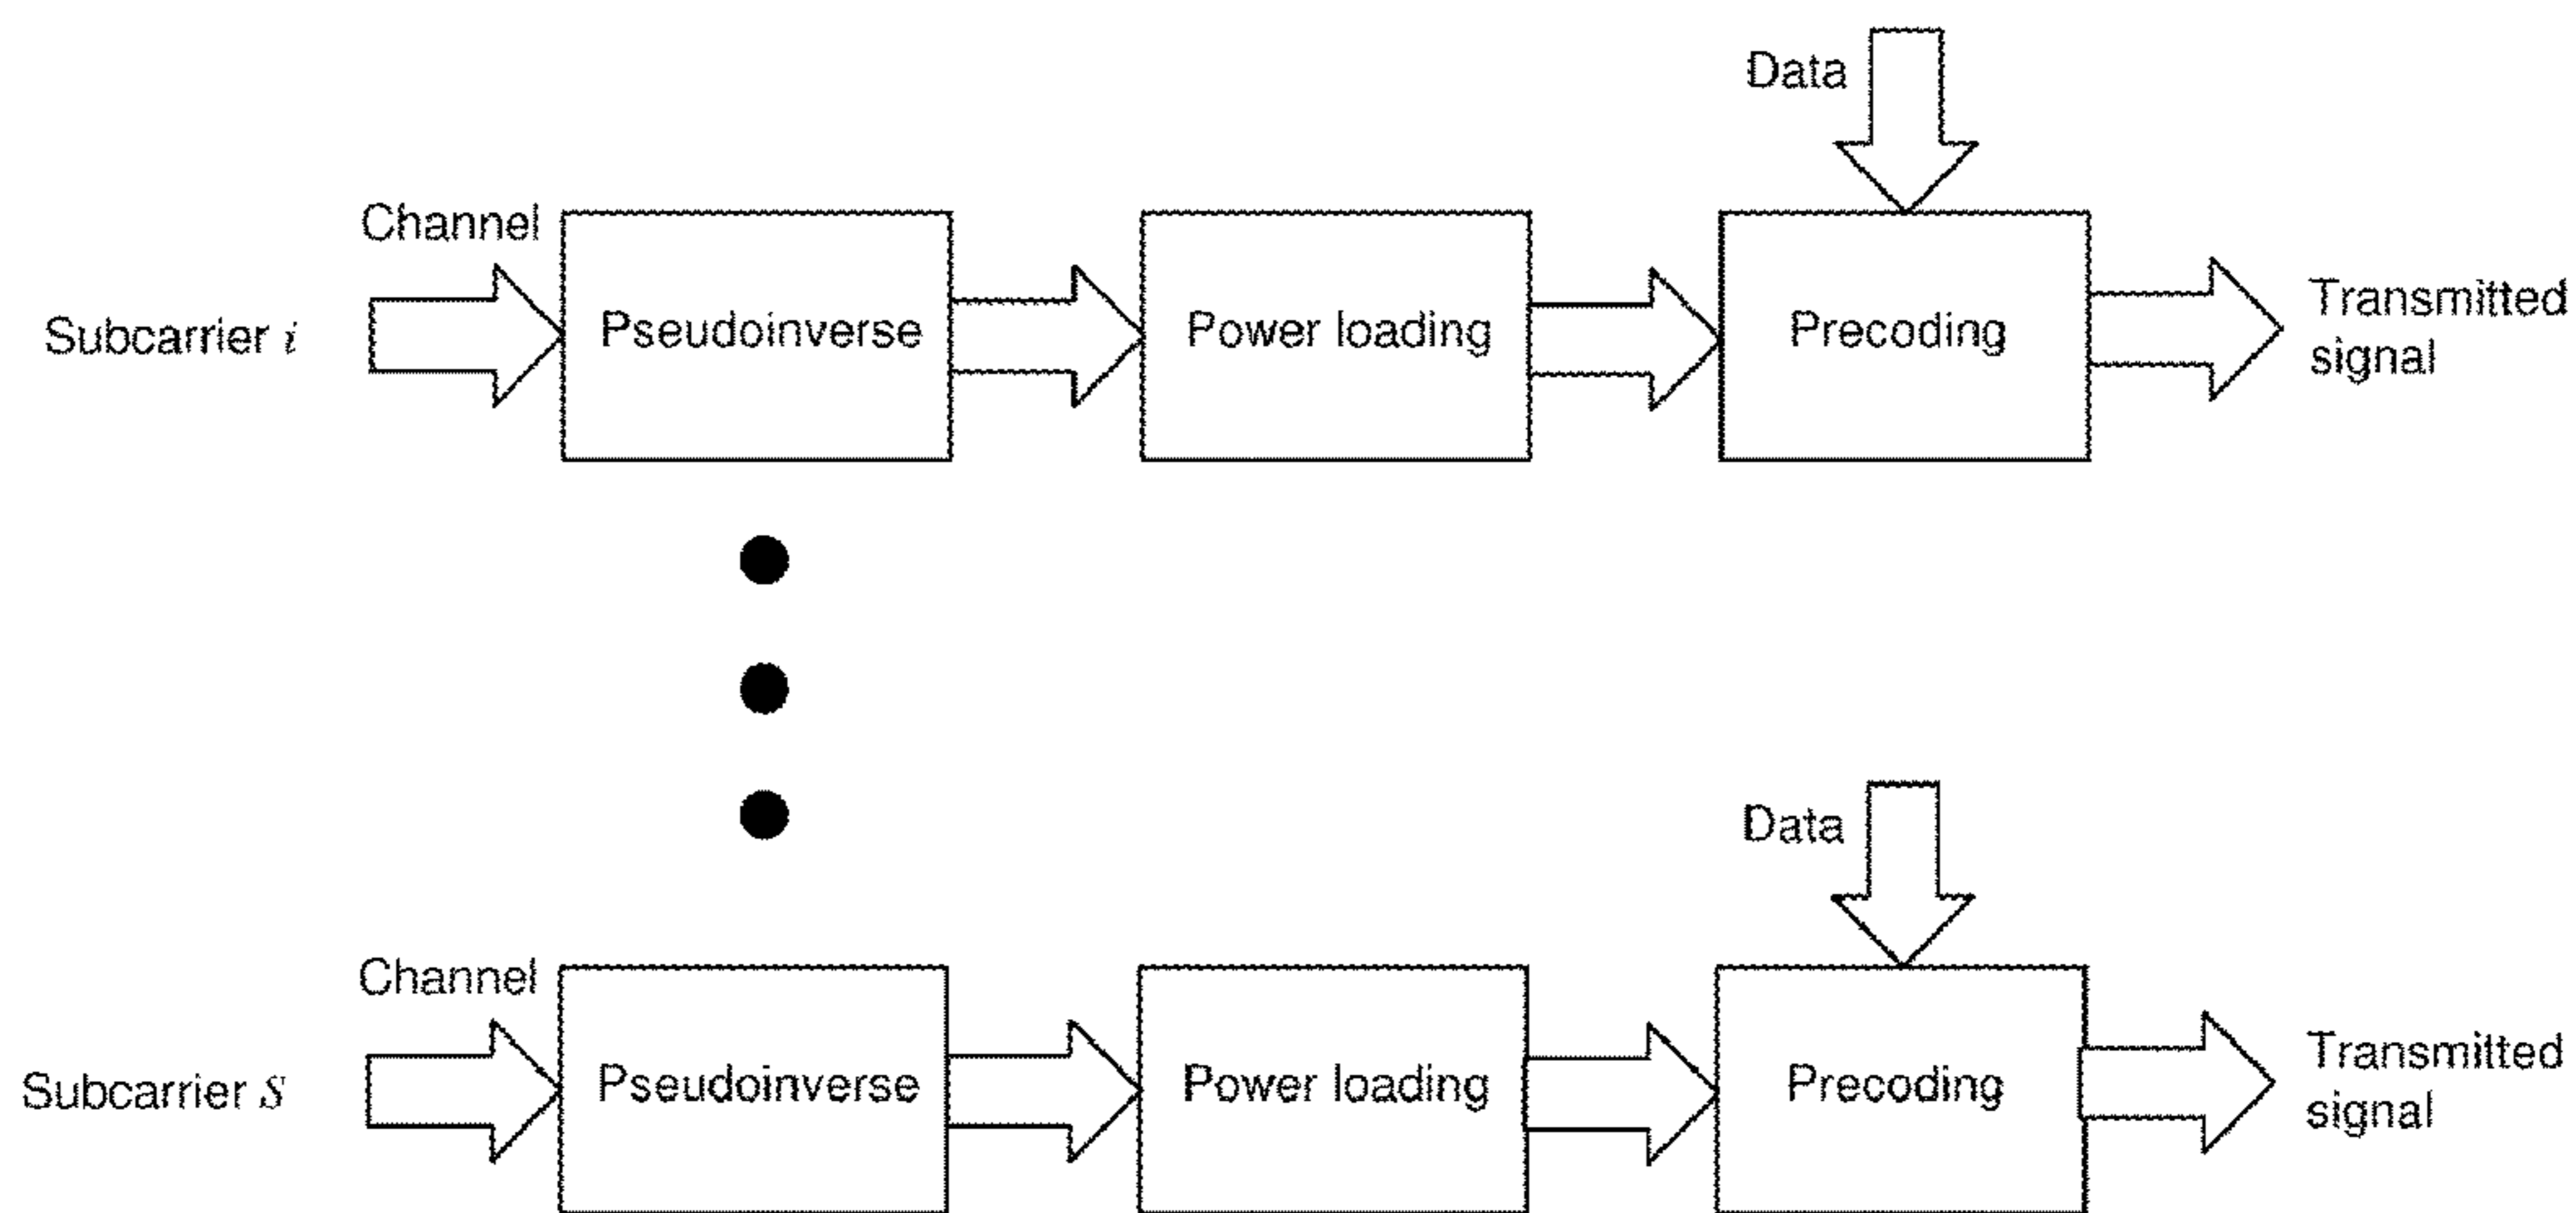 Data
Channel
Subcarrier i
Pseudoinverse
Power loading
Precoding
Transmitted
signal
Data
Channel
Subcarrier S
Pseudoinverse
Power loading
Precoding
Transmitted
signal